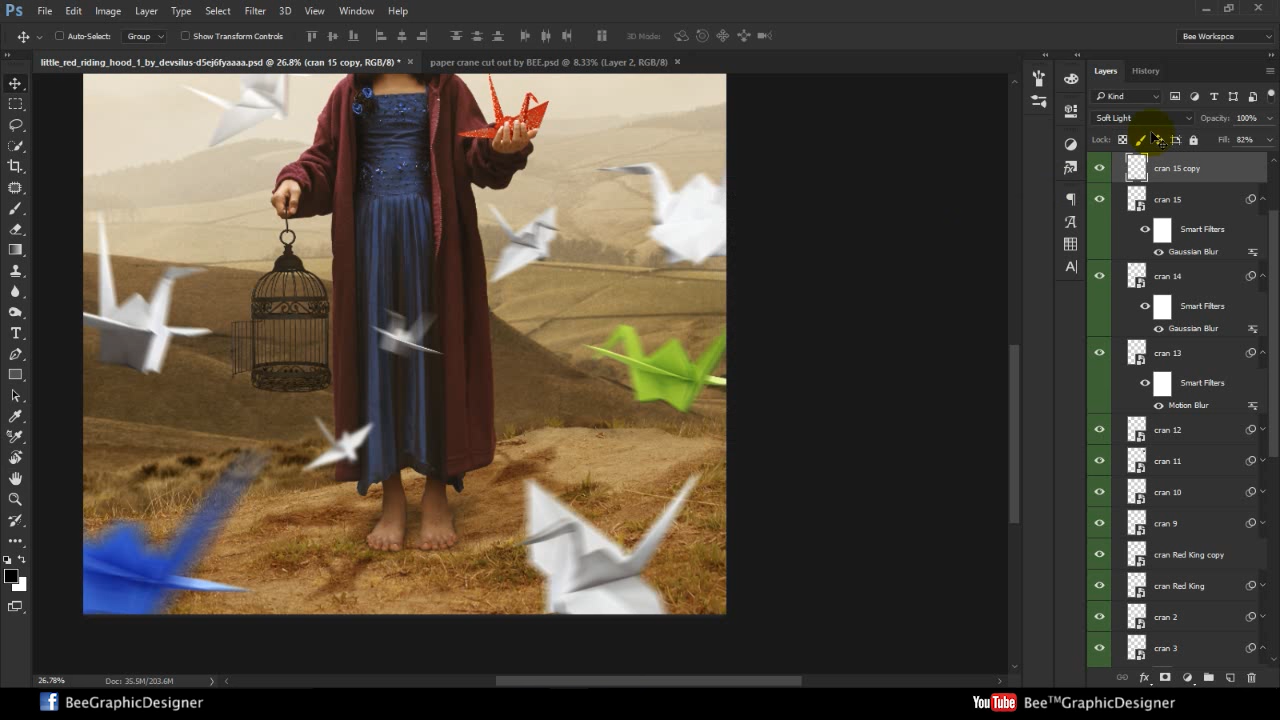 Ps File Edit Image Layer Type Select Filter 3D View Window Help
Auto-Select: Group Show Transform Controls 3D Mode: Bee Workspce
little_red_riding_hood_1_by_devsilus-d5ej6fyaaaa.psd @ 26.8% (cran 15 copy, RGB/8) * × paper crane cut out by BEE.psd @ 8.33% (Layer 2, RGB/8) ×
Layers History
Kind
Soft Light Opacity: 100%
Lock: Fill: 82%
cran 15 copy
cran 15
Smart Filters
Gaussian Blur
cran 14
Smart Filters
Gaussian Blur
cran 13
Smart Filters
Motion Blur
cran 12
cran 11
cran 10
cran 9
cran Red King copy
cran Red King
cran 2
cran 3
26.78% Doc: 35.5M/203.6M
BeeGraphicDesigner
YouTube Bee™GraphicDesigner